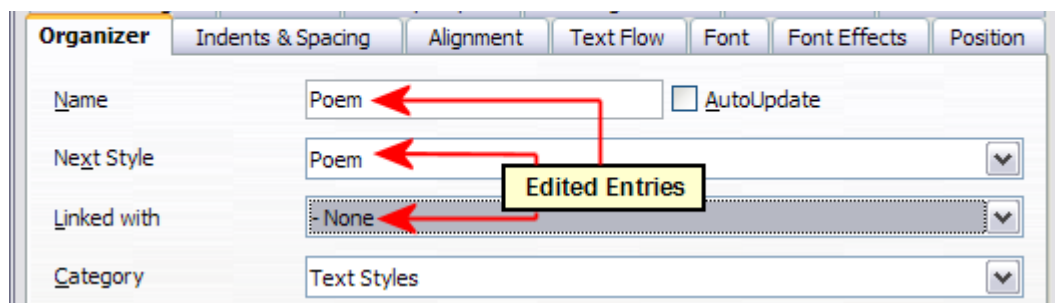 Organizer Indents & Spacing Alignment Text Flow Font Font Effects Position
Name Poem AutoUpdate
Next Style Poem
Edited Entries
Linked with - None
Category Text Styles